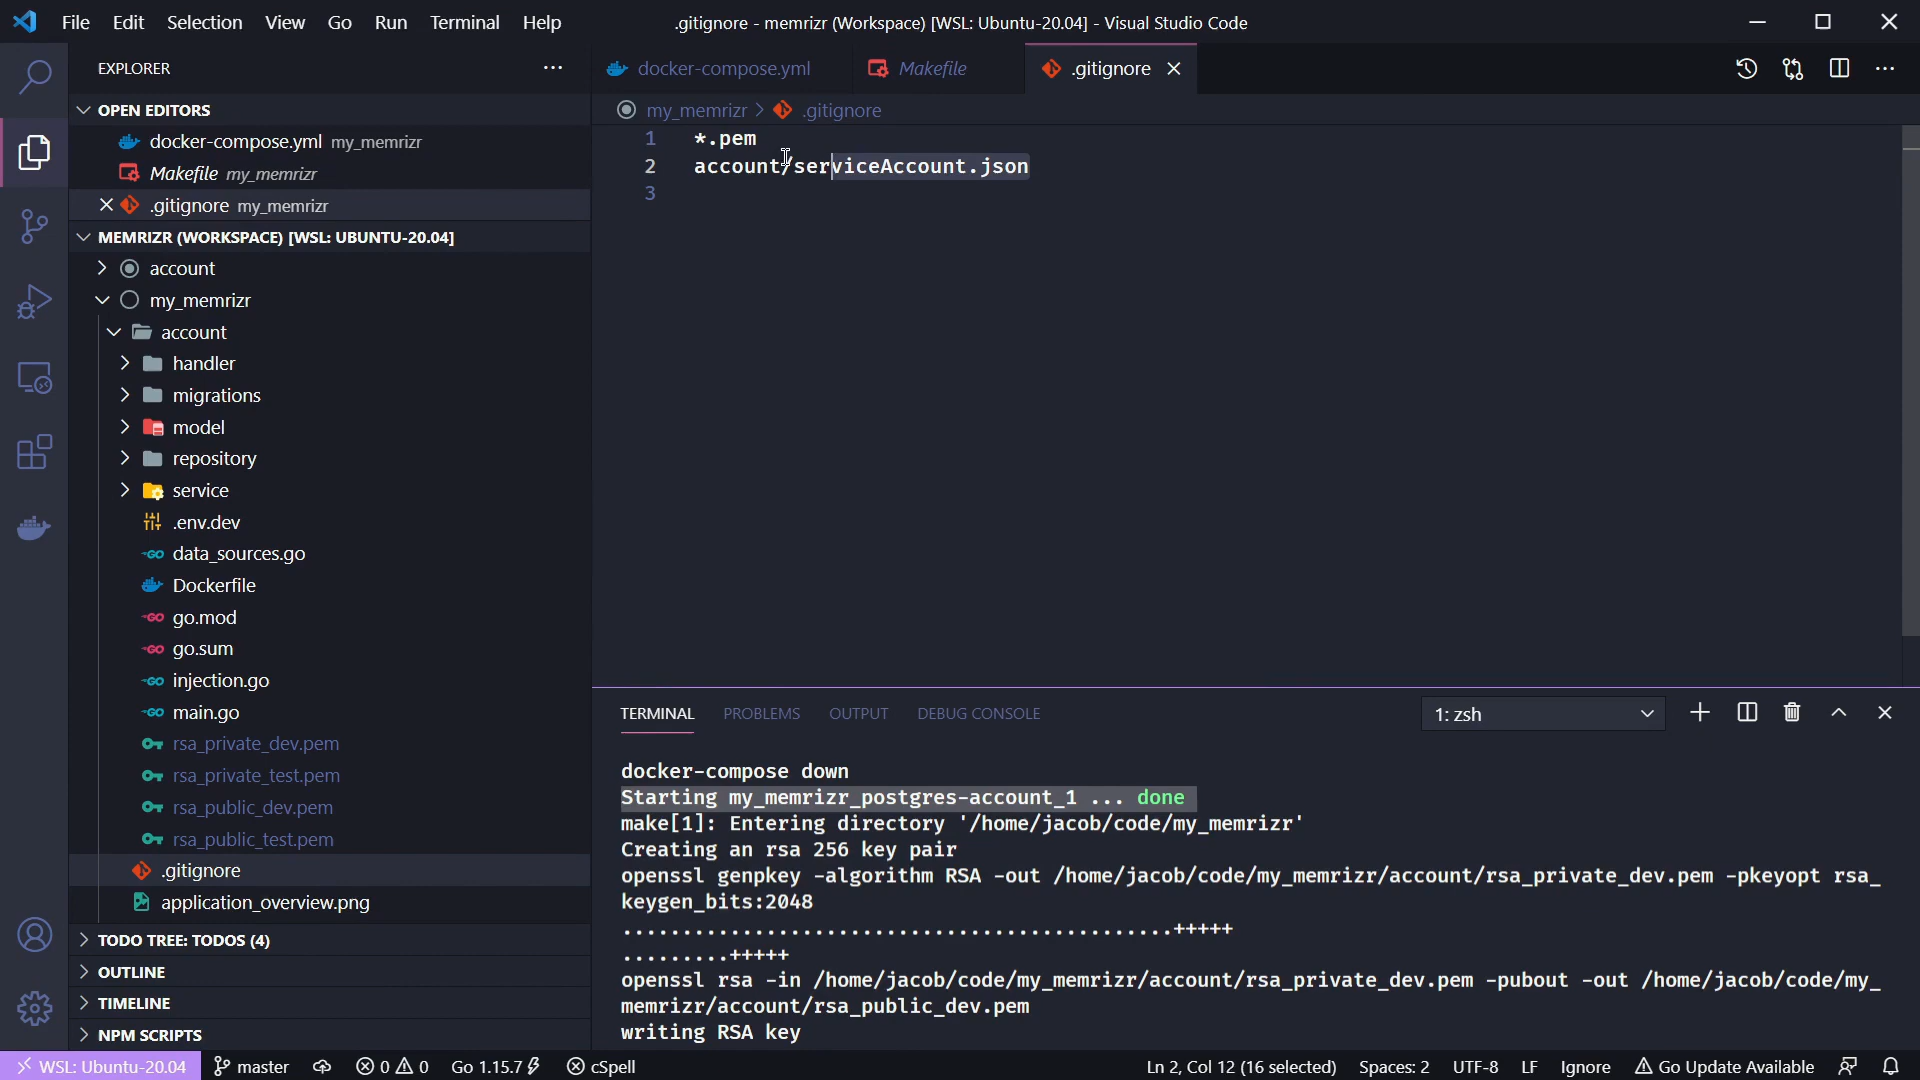 File Edit Selection View Go Run Terminal Help
.gitignore - memrizr (Workspace) [WSL: Ubuntu-20.04] - Visual Studio Code
EXPLORER
OPEN EDITORS
docker-compose.yml my_memrizr
Makefile my_memrizr
.gitignore my_memrizr
MEMRIZR (WORKSPACE) [WSL: UBUNTU-20.04]
account
my_memrizr
account
handler
migrations
model
repository
service
.env.dev
data_sources.go
Dockerfile
go.mod
go.sum
injection.go
main.go
rsa_private_dev.pem
rsa_private_test.pem
rsa_public_dev.pem
rsa_public_test.pem
.gitignore
application_overview.png
TODO TREE: TODOS (4)
OUTLINE
TIMELINE
NPM SCRIPTS
docker-compose.yml Makefile .gitignore
my_memrizr > .gitignore
1 *.pem
2 account/serviceAccount.json
3
TERMINAL PROBLEMS OUTPUT DEBUG CONSOLE 1: zsh
docker-compose down
Starting my_memrizr_postgres-account_1 ... done
make[1]: Entering directory '/home/jacob/code/my_memrizr'
Creating an rsa 256 key pair
openssl genpkey -algorithm RSA -out /home/jacob/code/my_memrizr/account/rsa_private_dev.pem -pkeyopt rsa_
keygen_bits:2048
..............................................+++++
.........+++++
openssl rsa -in /home/jacob/code/my_memrizr/account/rsa_private_dev.pem -pubout -out /home/jacob/code/my_
memrizr/account/rsa_public_dev.pem
writing RSA key
WSL: Ubuntu-20.04 master 0 0 Go 1.15.7 cSpell Ln 2, Col 12 (16 selected) Spaces: 2 UTF-8 LF Ignore Go Update Available